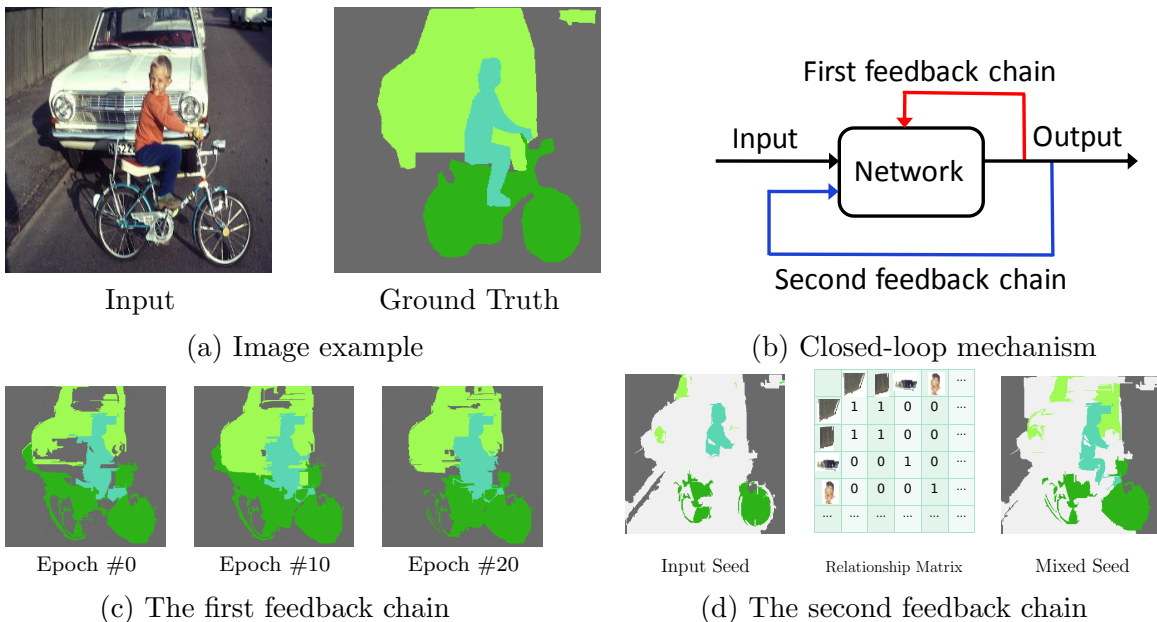 Input
Ground Truth
(a) Image example
First feedback chain
Input
Output
Network
Second feedback chain
(b) Closed-loop mechanism
Epoch #0
Epoch #10
Epoch #20
(c) The first feedback chain
...
1 1 0 0 ...
1 1 0 0 ...
0 0 1 0 ...
0 0 0 1 ...
... ... ... ... ... ...
Input Seed
Relationship Matrix
Mixed Seed
(d) The second feedback chain